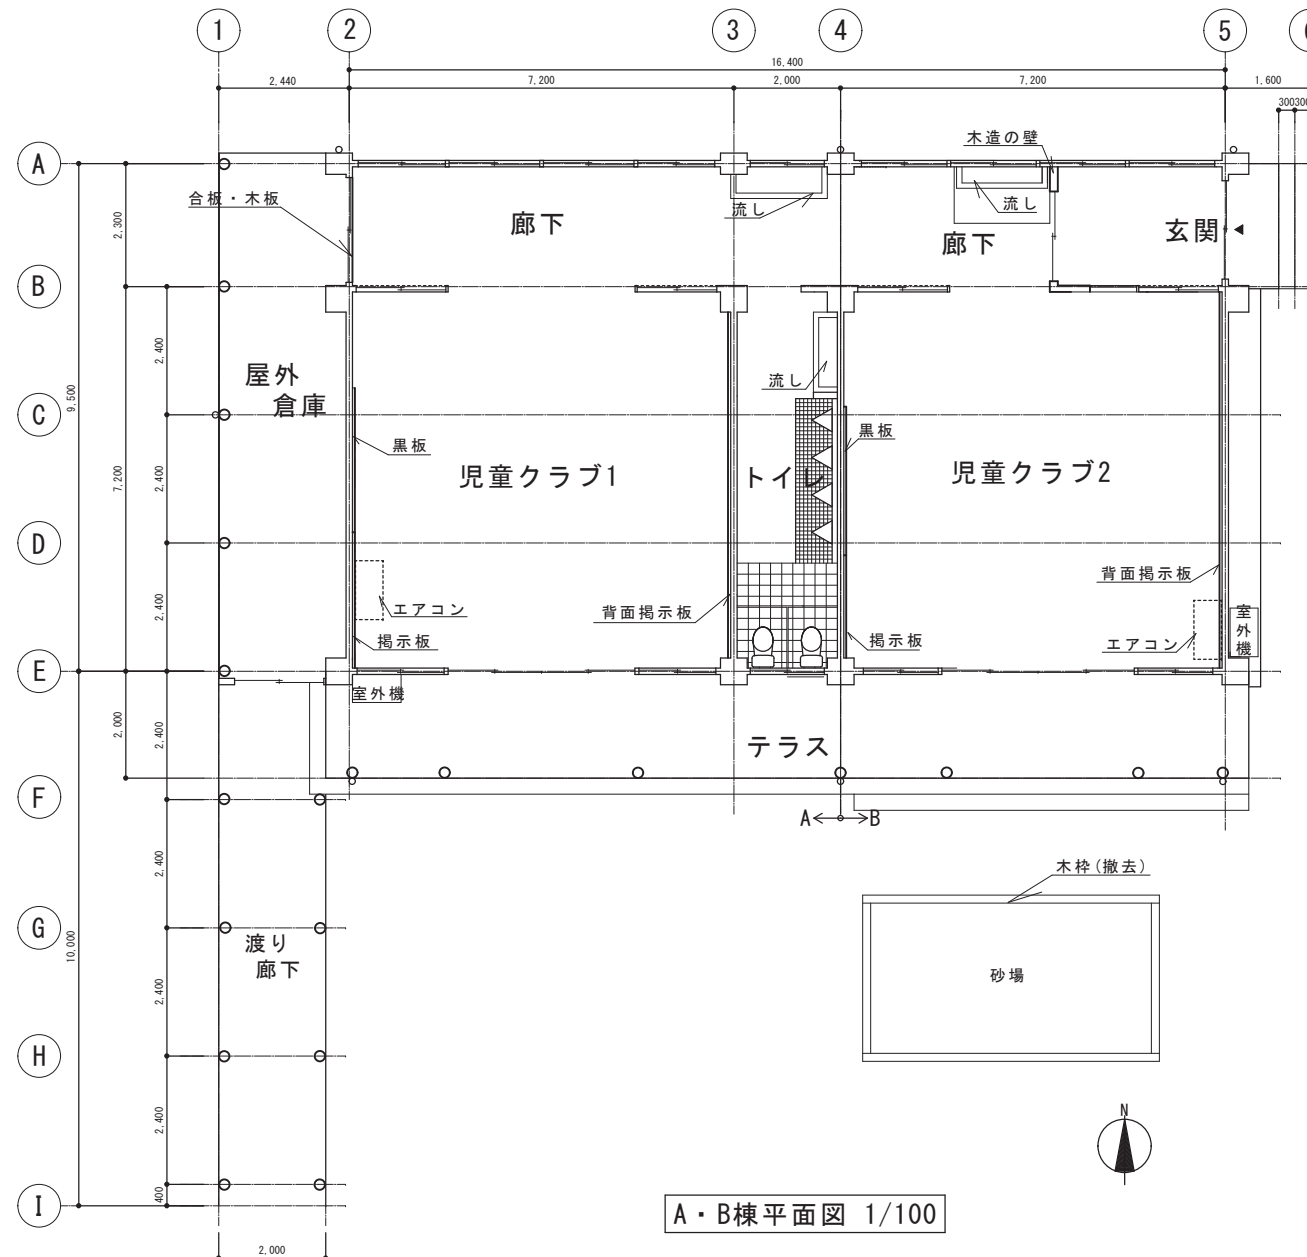 1
2
3
4
5
16,400
2,440
7,200
2,000
7,200
1,600
300300
A
B
C
D
E
F
G
H
I
2,300
9,500
2,400
7,200
2,400
2,400
2,000
2,400
2,400
10,000
2,400
2,400
400
2,000
木造の壁
合板・木板
流し
流し
廊下
廊下
玄関
屋外
倉庫
流し
黒板
黒板
児童クラブ1
トイレ
児童クラブ2
背面掲示板
背面掲示板
エアコン
掲示板
掲示板
エアコン
室外機
室外機
テラス
A
B
木枠(撤去)
砂場
渡り
廊下
N
A・B棟平面図 1/100